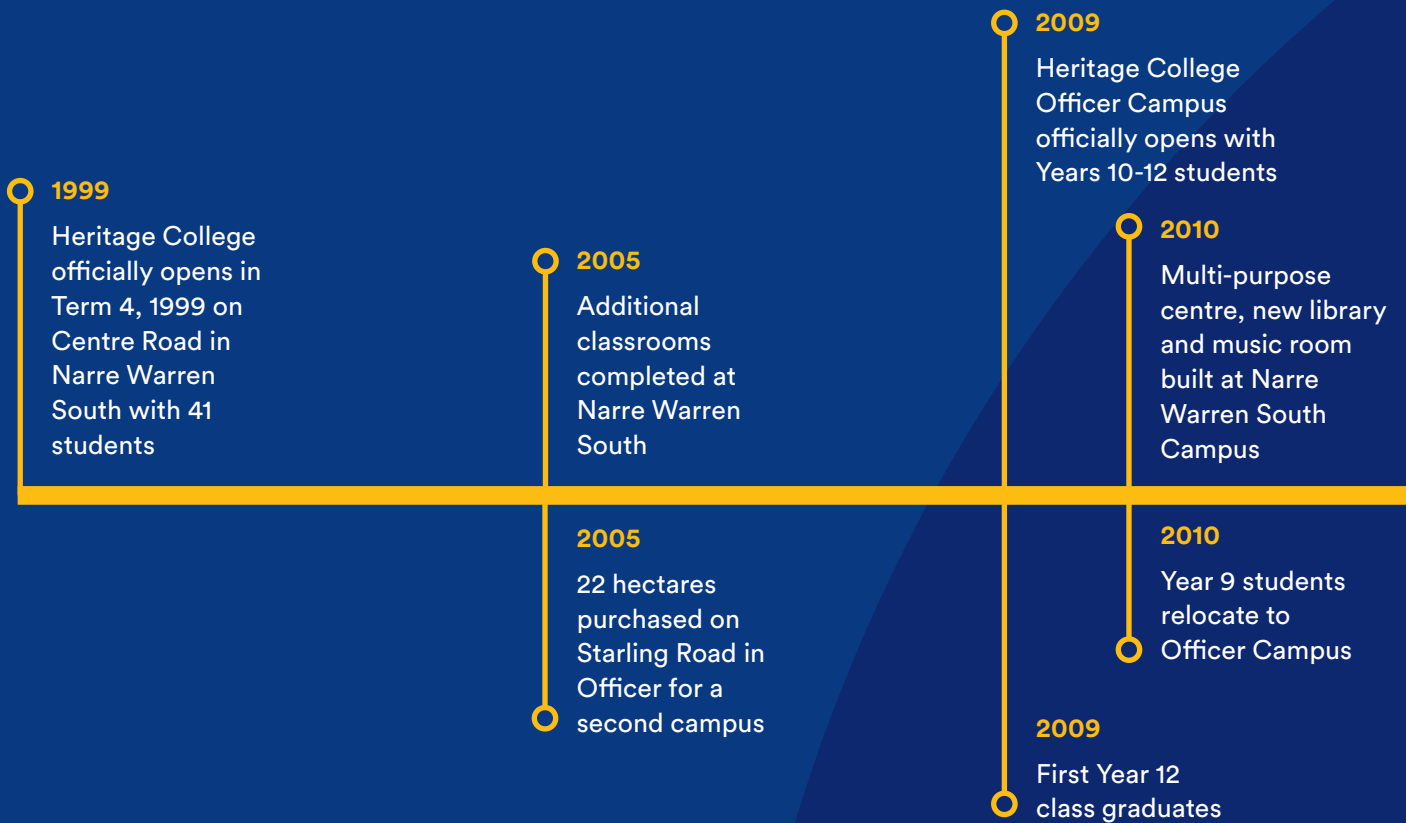 1999
Heritage College
officially opens in
Term 4, 1999 on
Centre Road in
Narre Warren
South with 41
students
2005
Additional
classrooms
completed at
Narre Warren
South
2005
22 hectares
purchased on
Starling Road in
Officer for a
second campus
2009
Heritage College
Officer Campus
officially opens with
Years 10-12 students
2009
First Year 12
class graduates
2010
Multi-purpose
centre, new library
and music room
built at Narre
Warren South
Campus
2010
Year 9 students
relocate to
Officer Campus